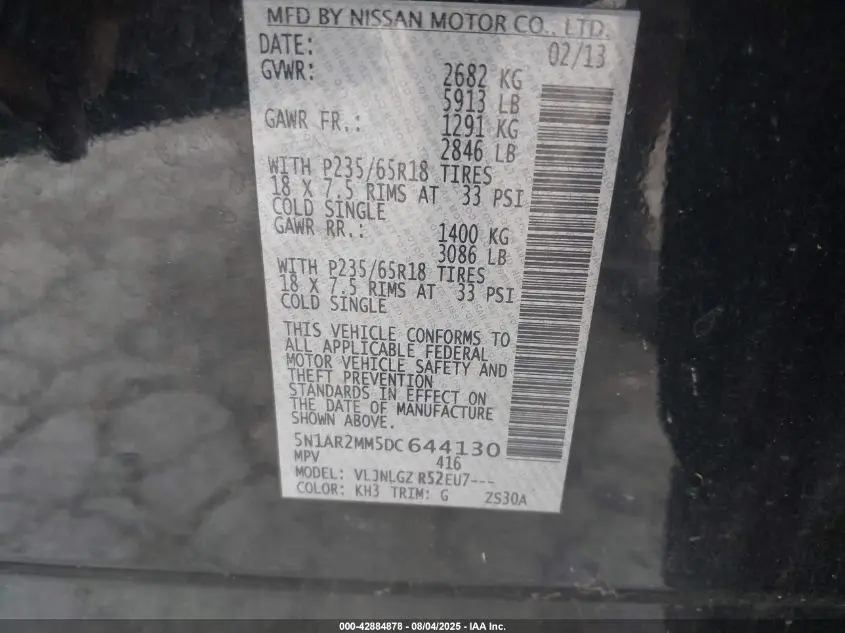 MFD BY NISSAN MOTOR CO., LTD.
DATE: 02/13
GVWR: 2682 KG
5913 LB
GAWR FR.: 1291 KG
2846 LB
WITH P235/65R18 TIRES
18 X 7.5 RIMS AT 33 PSI
COLD SINGLE
GAWR RR.: 1400 KG
3086 LB
WITH P235/65R18 TIRES
18 X 7.5 RIMS AT 33 PSI
COLD SINGLE
THIS VEHICLE CONFORMS TO
ALL APPLICABLE FEDERAL
MOTOR VEHICLE SAFETY AND
THEFT PREVENTION
STANDARDS IN EFFECT ON
THE DATE OF MANUFACTURE
SHOWN ABOVE.
5N1AR2MM5DC644130
MPV 416
MODEL: VLJNLGZ R52EU7---
COLOR: KH3 TRIM: G ZS30A
000-42884878 - 08/04/2025 - IAA Inc.